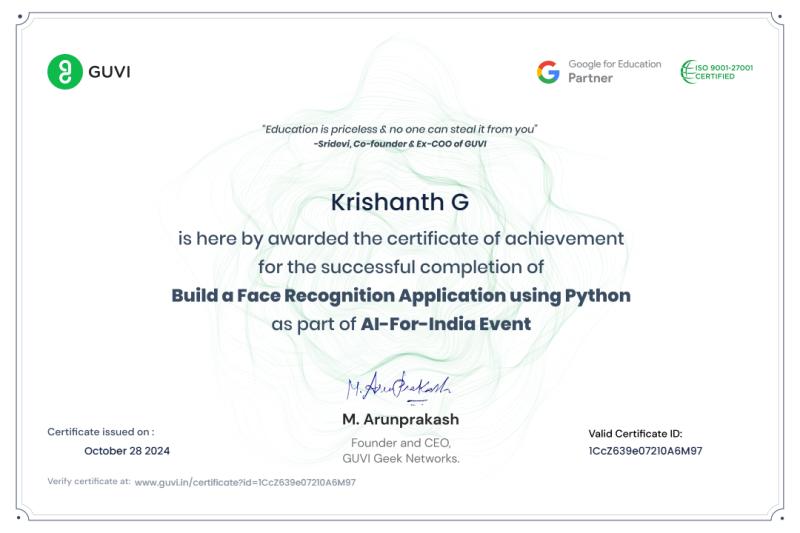 GUVI
Google for Education
Partner
ISO 9001-27001
CERTIFIED
"Education is priceless & no one can steal it from you"
-Sridevi, Co-founder & Ex-COO of GUVI
Krishanth G
is here by awarded the certificate of achievement
for the successful completion of
Build a Face Recognition Application using Python
as part of AI-For-India Event
M. ArunPrakash
M. Arunprakash
Founder and CEO,
GUVI Geek Networks.
Certificate issued on :
October 28 2024
Valid Certificate ID:
1CcZ639e07210A6M97
Verify certificate at: www.guvi.in/certificate?id=1CcZ639e07210A6M97